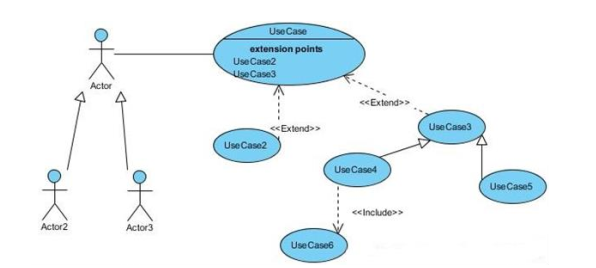 UseCase
extension points
UseCase2
UseCase3
Actor
<<Extend>>
<<Extend>>
UseCase3
UseCase2
UseCase4
UseCase5
Actor2
Actor3
<<Include>>
UseCase6